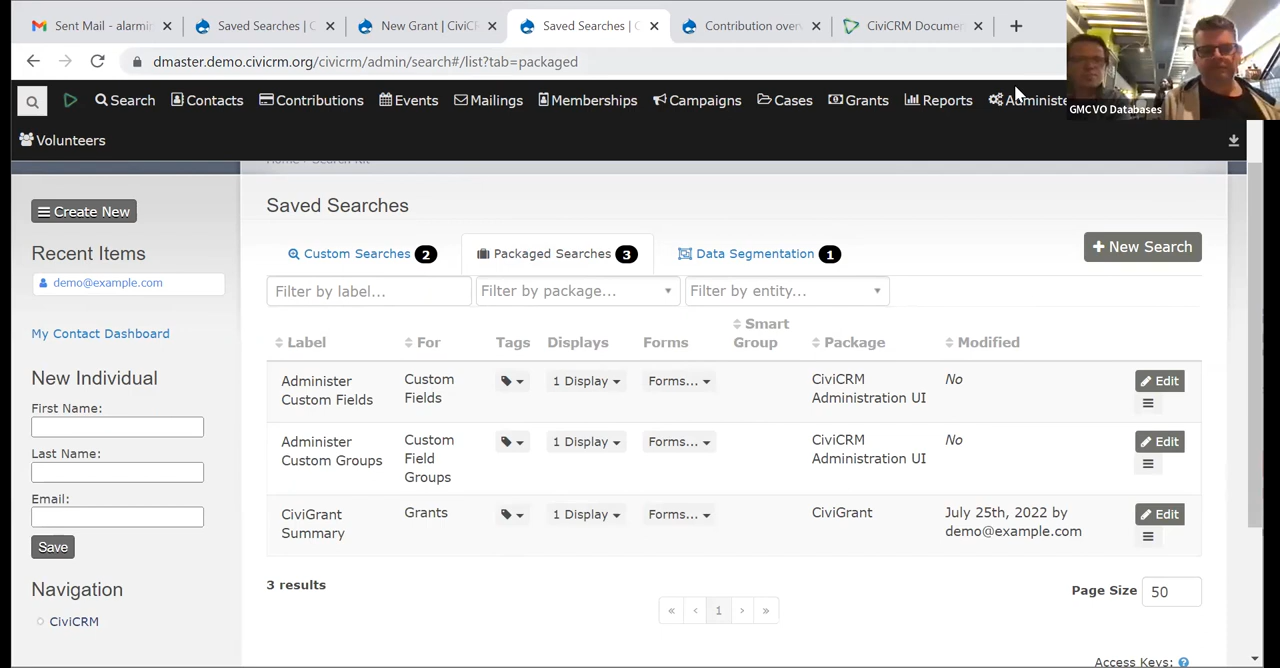 Sent Mail - alarmin
Saved Searches | C
New Grant | CiviCR
Saved Searches | C
Contribution over
CiviCRM Documen
dmaster.demo.civicrm.org/civicrm/admin/search#/list?tab=packaged
Search
Contacts
Contributions
Events
Mailings
Memberships
Campaigns
Cases
Grants
Reports
Administe
GMCVO Databases
Volunteers
Create New
Recent Items
demo@example.com
My Contact Dashboard
New Individual
First Name:
Last Name:
Email:
Save
Navigation
CiviCRM
Saved Searches
Custom Searches 2
Packaged Searches 3
Data Segmentation 1
+ New Search
Filter by label...
Filter by package...
Filter by entity...
Label
For
Tags
Displays
Forms
Smart
Group
Package
Modified
Administer
Custom Fields
Custom
Fields
1 Display
Forms...
CiviCRM
Administration UI
No
Edit
Administer
Custom Groups
Custom
Field
Groups
1 Display
Forms...
CiviCRM
Administration UI
No
Edit
CiviGrant
Summary
Grants
1 Display
Forms...
CiviGrant
July 25th, 2022 by
demo@example.com
Edit
3 results
Page Size 50
« ‹ 1 › »
Access Keys: ?